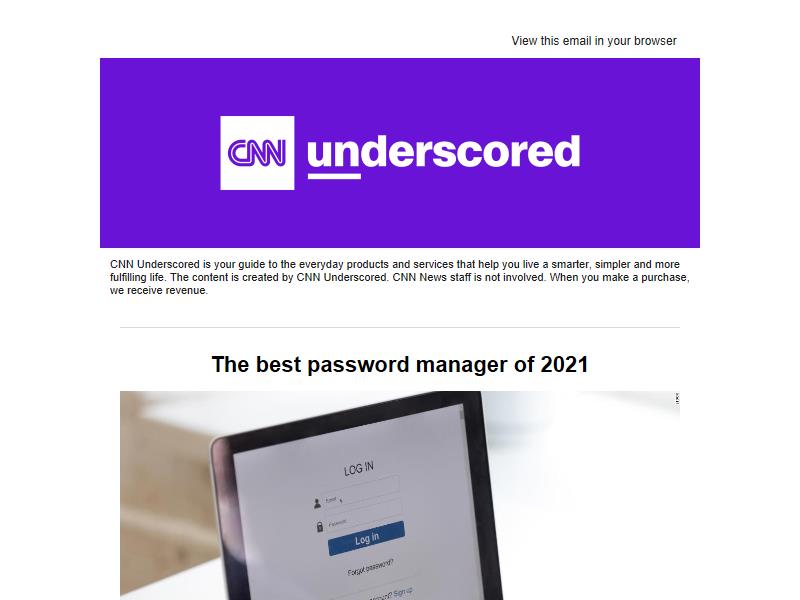 View this email in your browser
CNN underscored
CNN Underscored is your guide to the everyday products and services that help you live a smarter, simpler and more
fulfilling life. The content is created by CNN Underscored. CNN News staff is not involved. When you make a purchase,
we receive revenue.
The best password manager of 2021
LOG IN
Email
Password
Log in
Forgot password?
account? Sign up